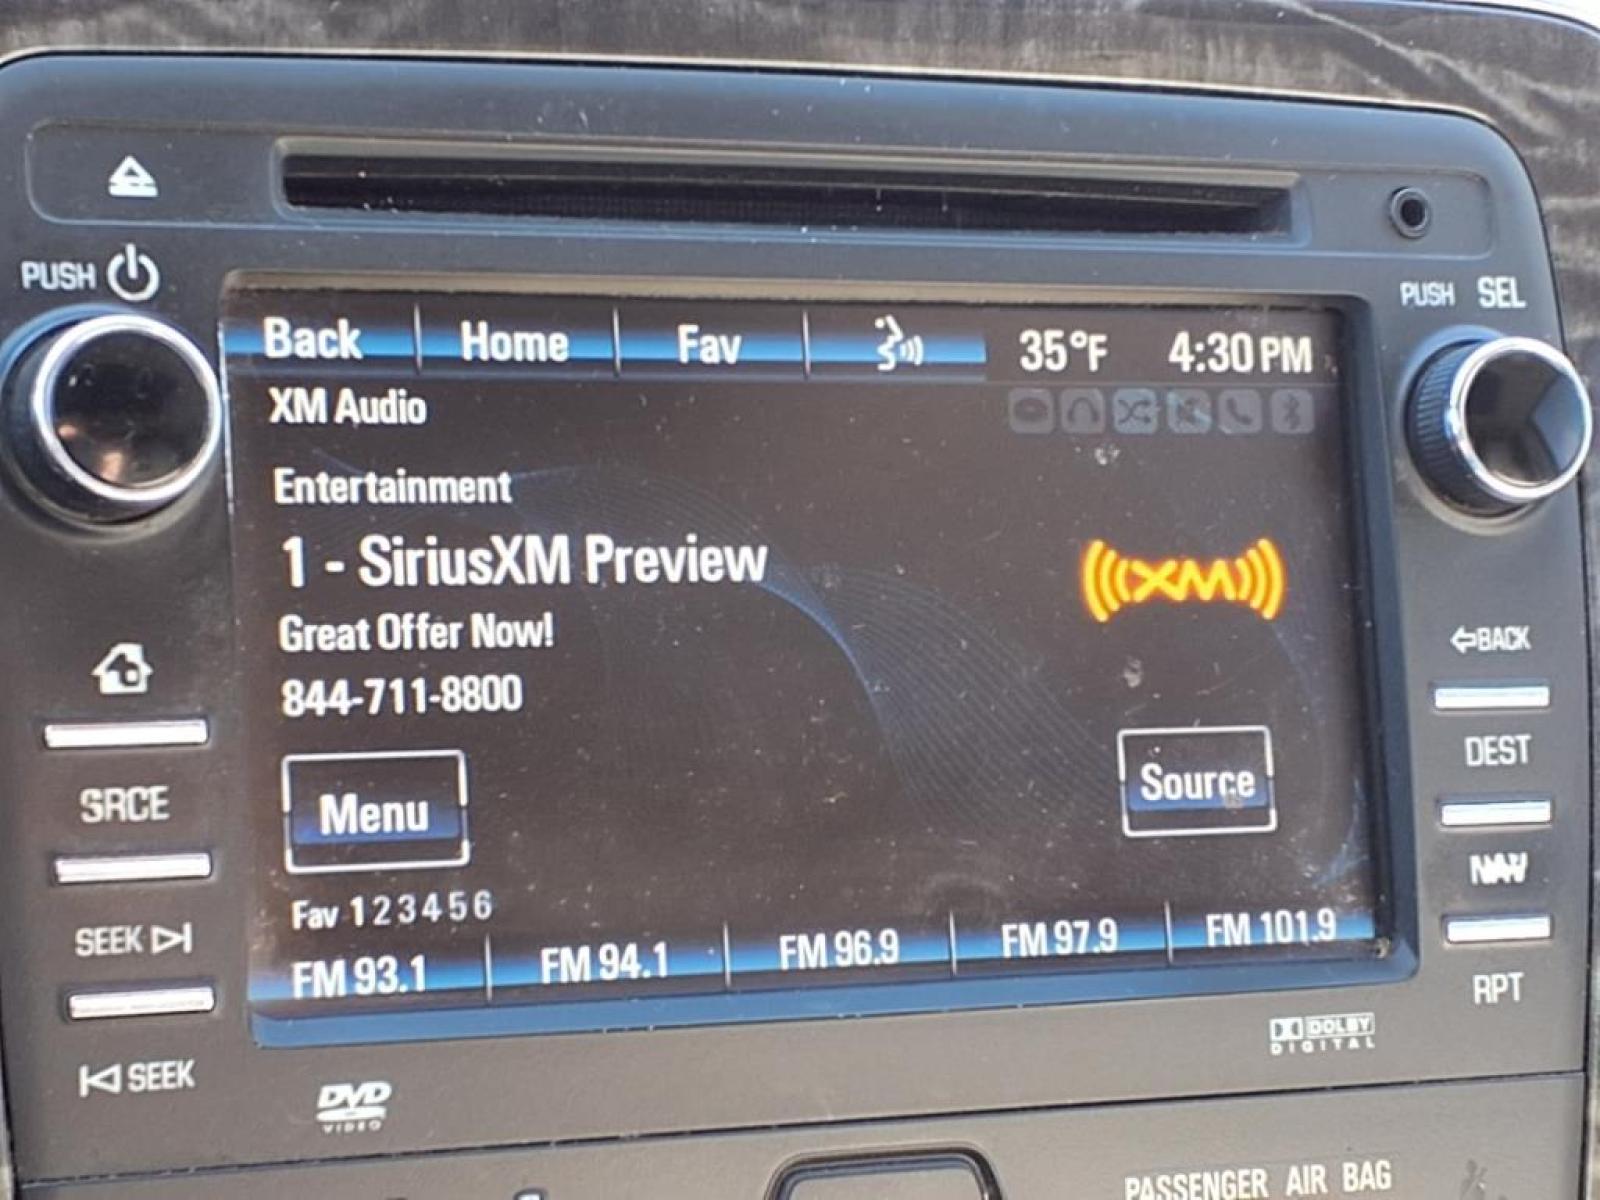 PUSH
PUSH SEL
Back Home Fav 35°F 4:30 PM
XM Audio
Entertainment
1 - SiriusXM Preview
((XM))
Great Offer Now!
844-711-8800
BACK
DEST
Menu
Source
SRCE
NAV
Fav 1 2 3 4 5 6
SEEK
FM 93.1 FM 94.1 FM 96.9 FM 97.9 FM 101.9
RPT
SEEK
DOLBY
DIGITAL
DVD
VIDEO
PASSENGER AIR BAG